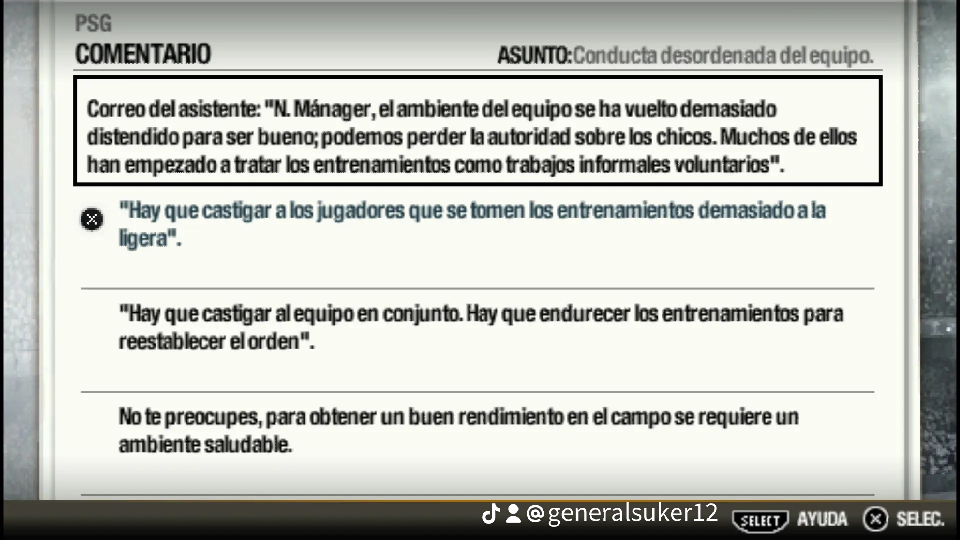 PSG
COMENTARIO
ASUNTO:Conducta desordenada del equipo.
Correo del asistente: "N. Mánager, el ambiente del equipo se ha vuelto demasiado
distendido para ser bueno; podemos perder la autoridad sobre los chicos. Muchos de ellos
han empezado a tratar los entrenamientos como trabajos informales voluntarios".
"Hay que castigar a los jugadores que se tomen los entrenamientos demasiado a la
ligera".
"Hay que castigar al equipo en conjunto. Hay que endurecer los entrenamientos para
reestablecer el orden".
No te preocupes, para obtener un buen rendimiento en el campo se requiere un
ambiente saludable.
@generalsuker12
SELECT AYUDA SELEC.